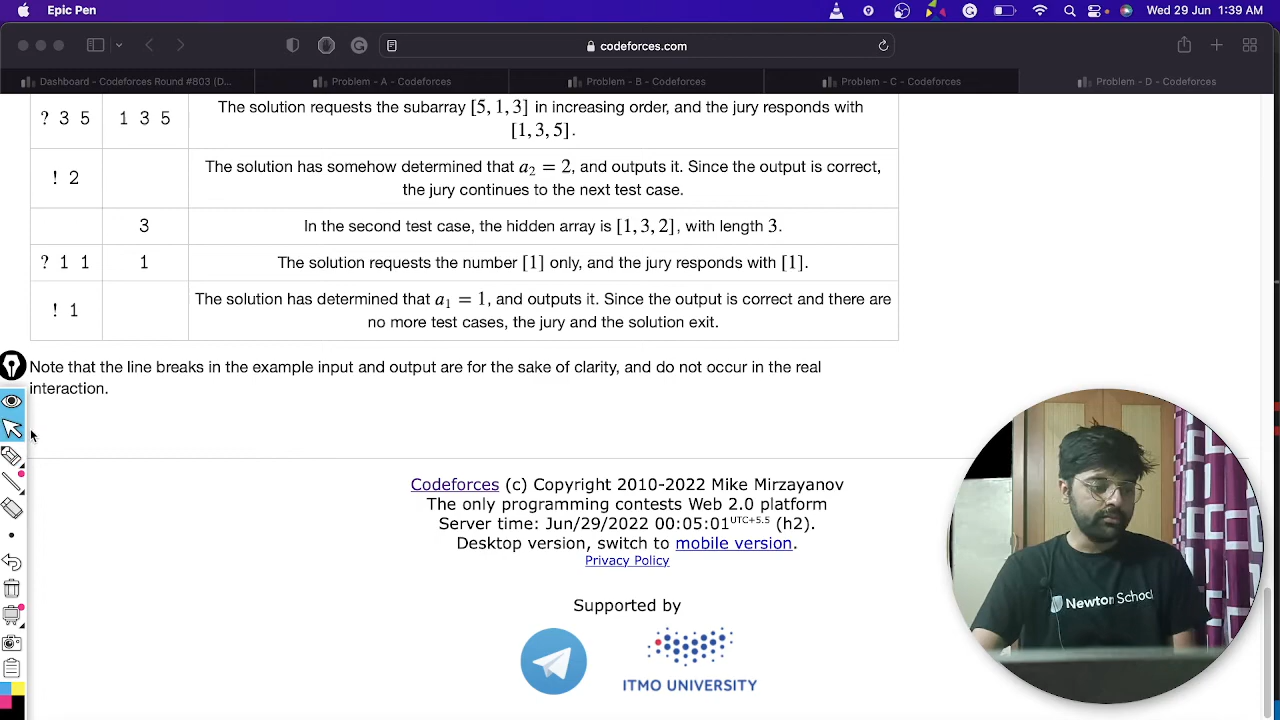 Epic Pen
Wed 29 Jun 1:39 AM
codeforces.com
Dashboard - Codeforces Round #803 (D...
Problem - A - Codeforces
Problem - B - Codeforces
Problem - C - Codeforces
Problem - D - Codeforces
? 3 5
1 3 5
The solution requests the subarray [5, 1, 3] in increasing order, and the jury responds with
[1, 3, 5].
! 2
The solution has somehow determined that a₂ = 2, and outputs it. Since the output is correct,
the jury continues to the next test case.
3
In the second test case, the hidden array is [1, 3, 2], with length 3.
? 1 1
1
The solution requests the number [1] only, and the jury responds with [1].
! 1
The solution has determined that a₁ = 1, and outputs it. Since the output is correct and there are
no more test cases, the jury and the solution exit.
Note that the line breaks in the example input and output are for the sake of clarity, and do not occur in the real
interaction.
Codeforces (c) Copyright 2010-2022 Mike Mirzayanov
The only programming contests Web 2.0 platform
Server time: Jun/29/2022 00:05:01 UTC+5.5 (h2).
Desktop version, switch to mobile version.
Privacy Policy
Supported by
ITMO UNIVERSITY
Newton School